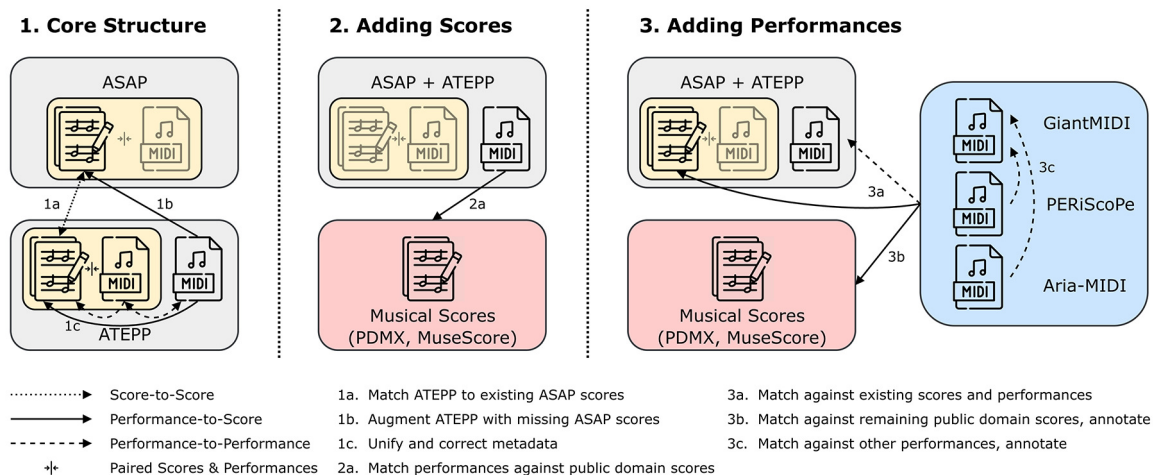 1. Core Structure
ASAP
MIDI
1a
1b
MIDI
MIDI
1c
ATEPP
2. Adding Scores
ASAP + ATEPP
MIDI
MIDI
2a
Musical Scores
(PDMX, MuseScore)
3. Adding Performances
ASAP + ATEPP
MIDI
MIDI
3a
3b
Musical Scores
(PDMX, MuseScore)
MIDI
GiantMIDI
3c
MIDI
PERiScoPe
MIDI
Aria-MIDI
Score-to-Score
Performance-to-Score
Performance-to-Performance
Paired Scores & Performances
1a. Match ATEPP to existing ASAP scores
1b. Augment ATEPP with missing ASAP scores
1c. Unify and correct metadata
2a. Match performances against public domain scores
3a. Match against existing scores and performances
3b. Match against remaining public domain scores, annotate
3c. Match against other performances, annotate